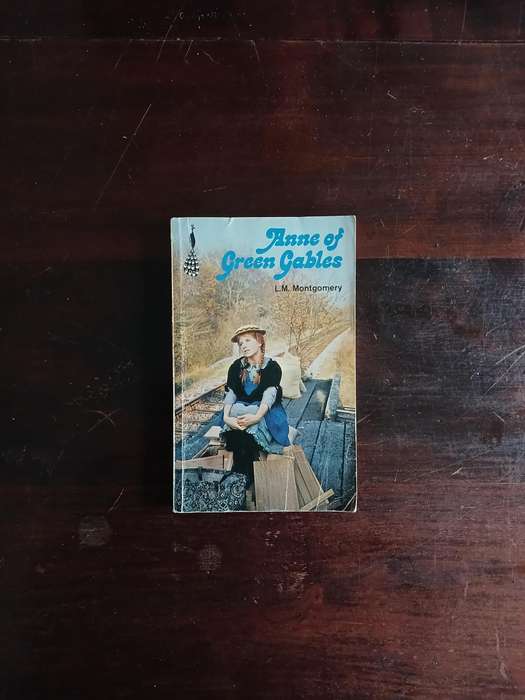 Anne of
Green Gables
L.M. Montgomery